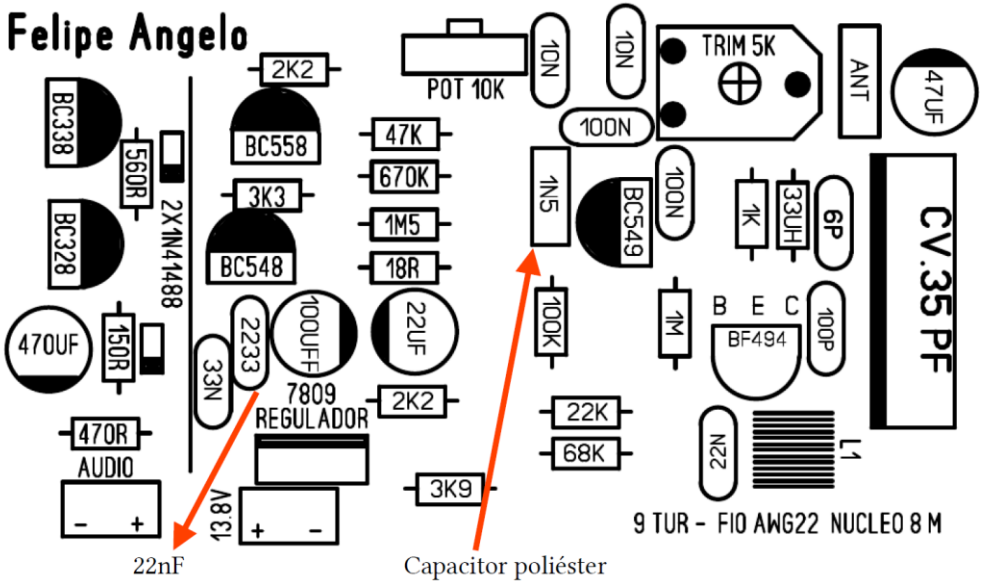 Felipe Angelo
2K2
POT 10K
10N
10N
TRIM 5K
ANT
47UF
BC338
560R
BC558
47K
100N
670K
1N5
BC549
100N
1K
33UH
6P
CV.35 PF
BC328
2X1N41488
3K3
1M5
BC548
18R
470UF
150R
33N
2233
100UFF
22UF
100K
1M
B E C
BF494
100P
7809
REGULADOR
2K2
22K
470R
68K
22N
L1
AUDIO
3K9
- +
13.8V
+ -
9 TUR - FIO AWG22 NUCLEO 8 M
22nF
Capacitor poliéster